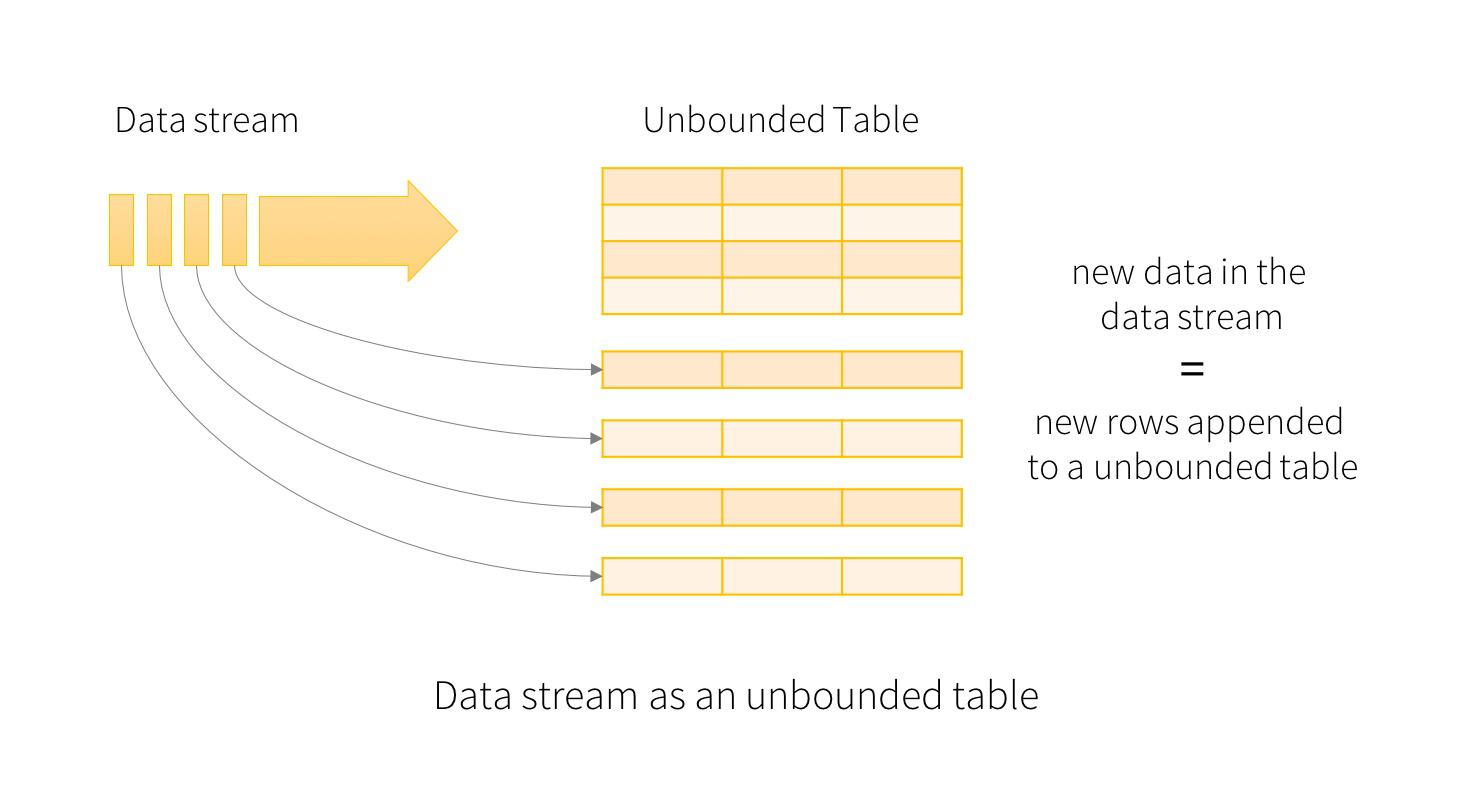 Data stream
Unbounded Table
new data in the
data stream
=
new rows appended
to a unbounded table
Data stream as an unbounded table